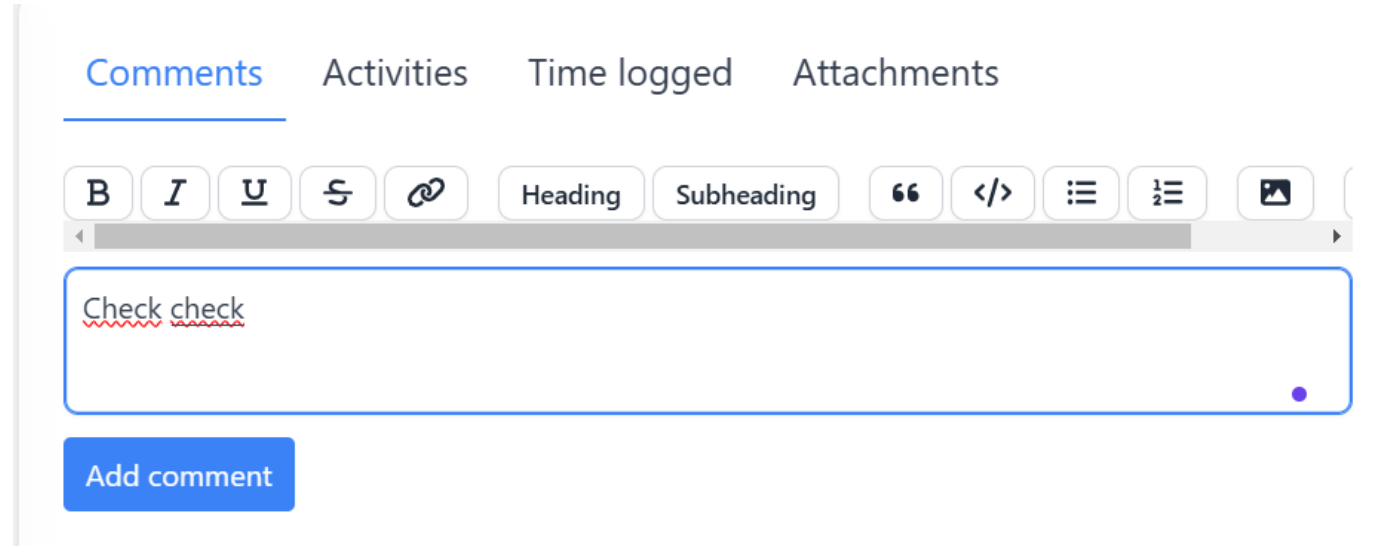 Comments Activities Time logged Attachments
B I U S Heading Subheading “ </>
Check check
Add comment